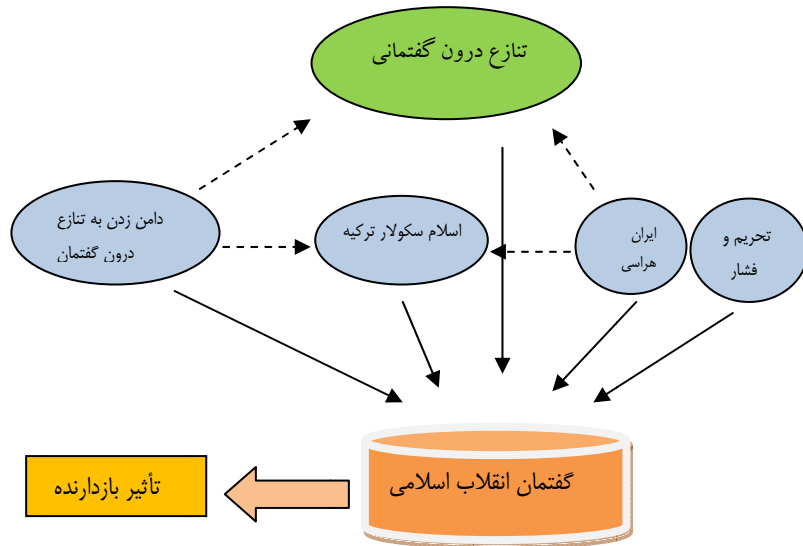 تنازع درون گفتمانی
تحریم و
فشار
ایران
هراسی
اسلام سکولار ترکیه
دامن زدن به تنازع
درون گفتمان
گفتمان انقلاب اسلامی
تأثیر بازدارنده